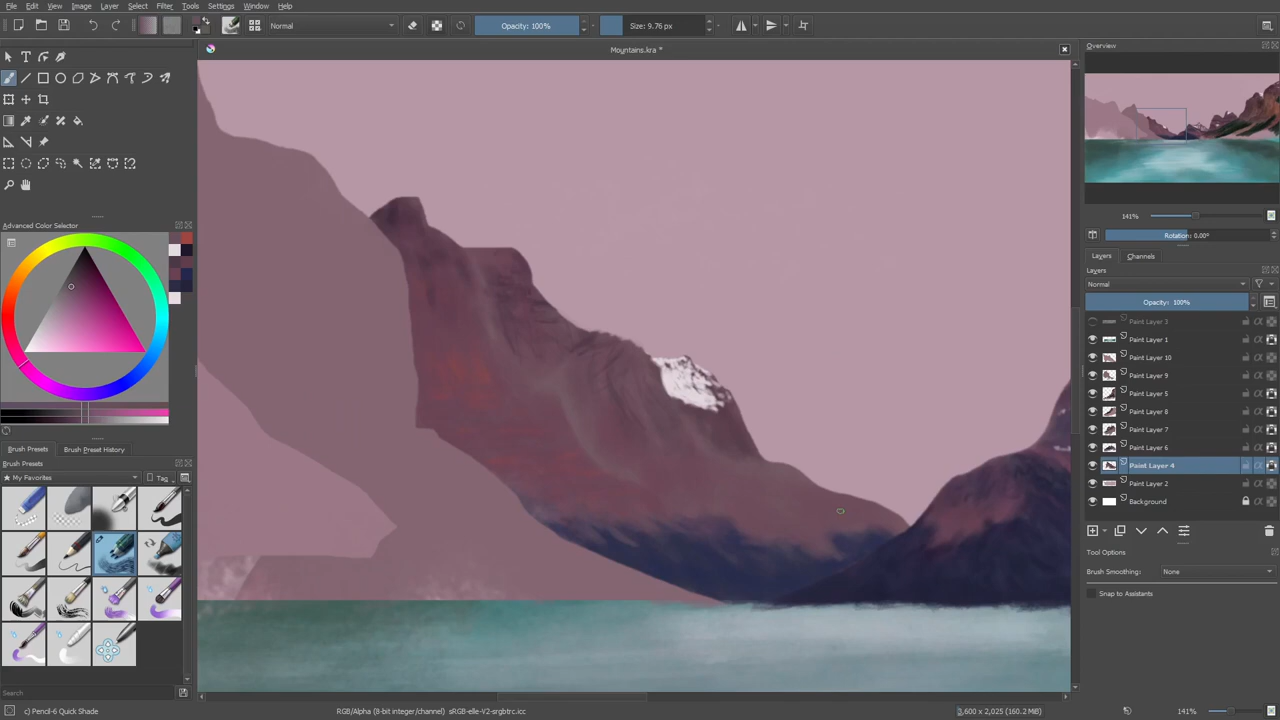 File Edit View Image Layer Select Filter Tools Settings Window Help
Normal Opacity: 100% Size: 9.76 px
Mountains.kra *
Overview
141%
Rotation: 0.00°
Advanced Color Selector
Layers Channels
Layers
Normal
Opacity: 100%
Paint Layer 3
Paint Layer 1
Paint Layer 10
Paint Layer 9
Paint Layer 5
Paint Layer 8
Paint Layer 7
Paint Layer 6
Paint Layer 4
Paint Layer 2
Background
Brush Presets Brush Preset History
Brush Presets
My Favorites Tag
Tool Options
Brush Smoothing: None
Snap to Assistants
Search
c) Pencil-6 Quick Shade RGB/Alpha (8-bit integer/channel) sRGB-elle-V2-srgbtrc.icc 3,600 x 2,025 (160.2 MiB) 141%